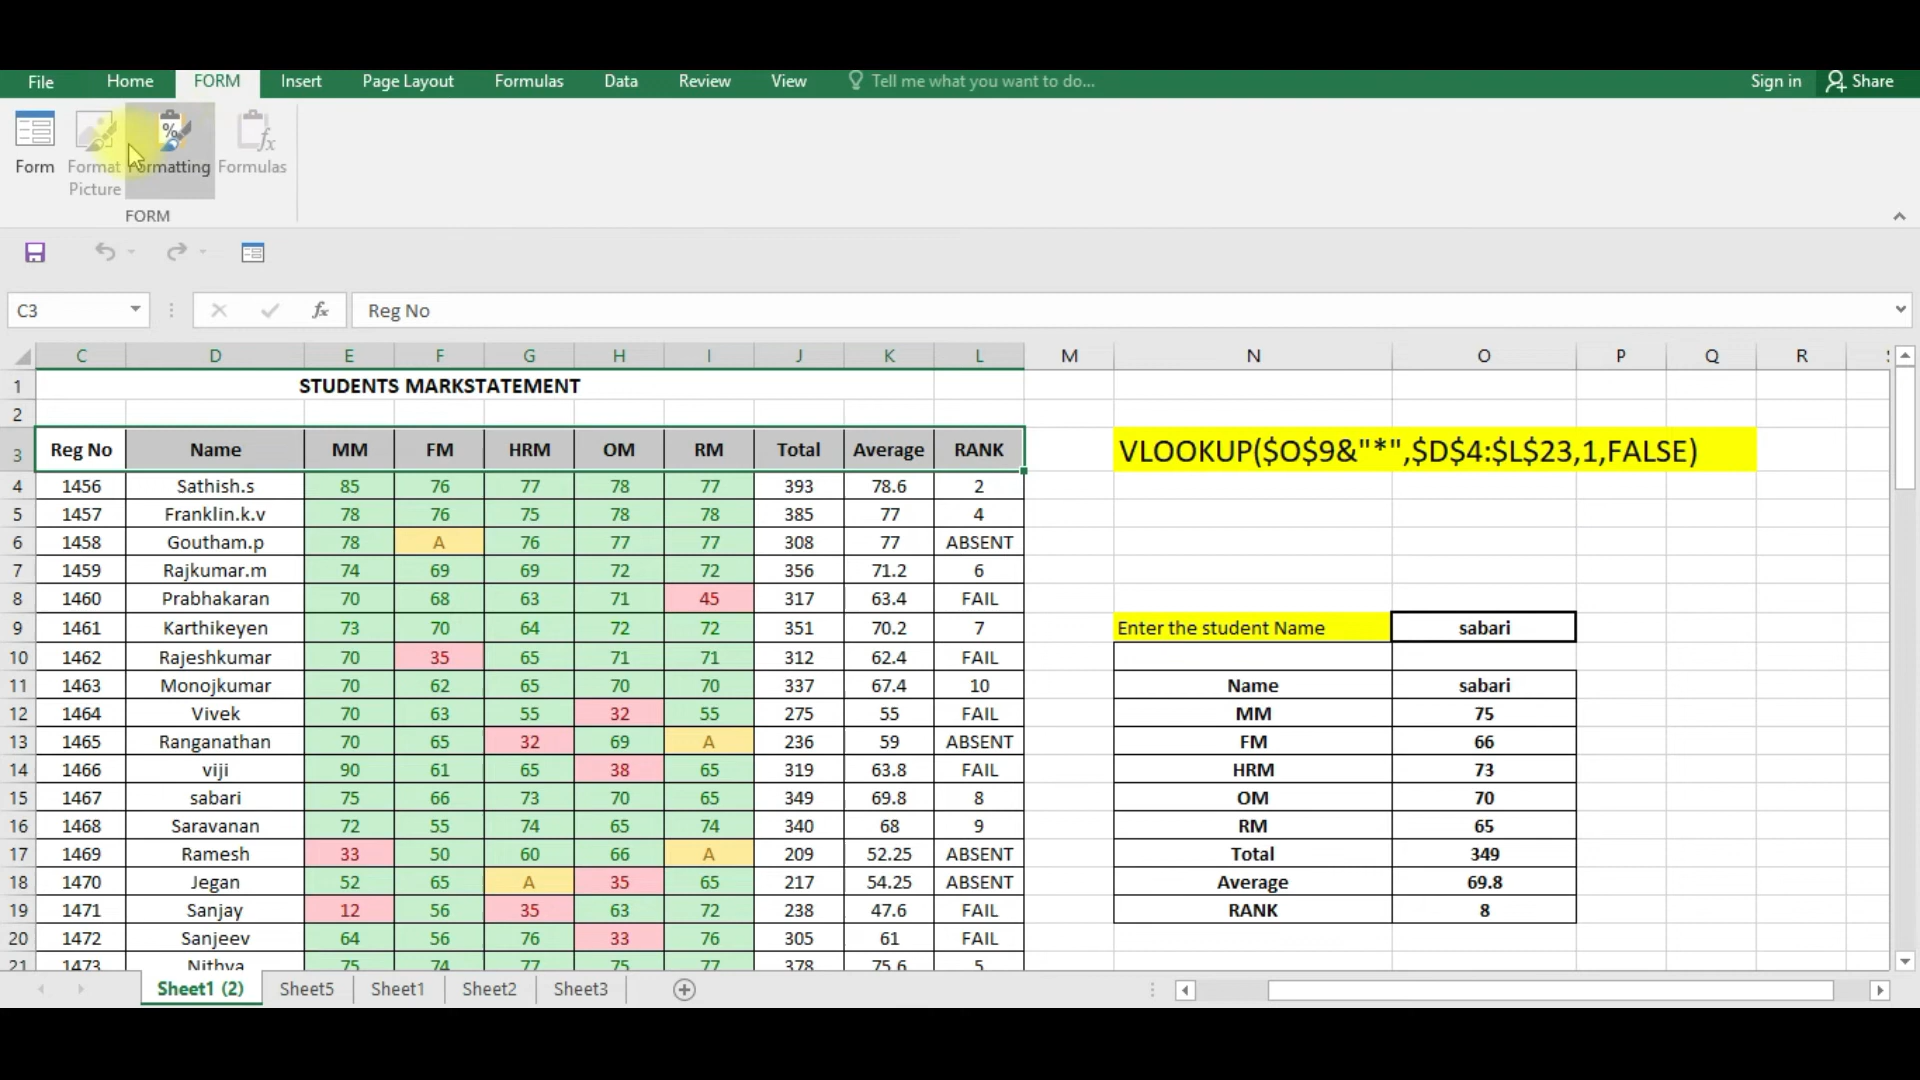 File Home FORM Insert Page Layout Formulas Data Review View Tell me what you want to do... Sign in Share
Form Format Picture Formatting Formulas
FORM
C3 fx Reg No
C D E F G H I J K L M N O P Q R
1 STUDENTS MARKSTATEMENT
2
3 Reg No Name MM FM HRM OM RM Total Average RANK VLOOKUP($O$9&"*",$D$4:$L$23,1,FALSE)
4 1456 Sathish.s 85 76 77 78 77 393 78.6 2
5 1457 Franklin.k.v 78 76 75 78 78 385 77 4
6 1458 Goutham.p 78 A 76 77 77 308 77 ABSENT
7 1459 Rajkumar.m 74 69 69 72 72 356 71.2 6
8 1460 Prabhakaran 70 68 63 71 45 317 63.4 FAIL
9 1461 Karthikeyen 73 70 64 72 72 351 70.2 7 Enter the student Name sabari
10 1462 Rajeshkumar 70 35 65 71 71 312 62.4 FAIL
11 1463 Monojkumar 70 62 65 70 70 337 67.4 10 Name sabari
12 1464 Vivek 70 63 55 32 55 275 55 FAIL MM 75
13 1465 Ranganathan 70 65 32 69 A 236 59 ABSENT FM 66
14 1466 viji 90 61 65 38 65 319 63.8 FAIL HRM 73
15 1467 sabari 75 66 73 70 65 349 69.8 8 OM 70
16 1468 Saravanan 72 55 74 65 74 340 68 9 RM 65
17 1469 Ramesh 33 50 60 66 A 209 52.25 ABSENT Total 349
18 1470 Jegan 52 65 A 35 65 217 54.25 ABSENT Average 69.8
19 1471 Sanjay 12 56 35 63 72 238 47.6 FAIL RANK 8
20 1472 Sanjeev 64 56 76 33 76 305 61 FAIL
21 1473 Nithya 75 74 77 75 77 378 75.6 5
Sheet1 (2) Sheet5 Sheet1 Sheet2 Sheet3